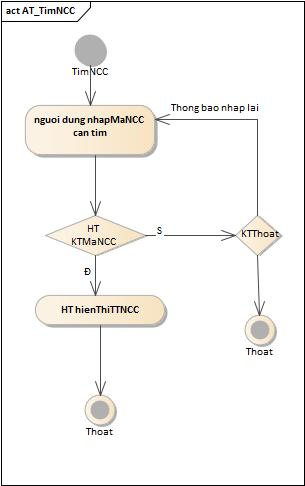 act AT_TimNCC
TimNCC
nguoi dung nhapMaNCC
can tim
Thong bao nhap lai
HT
KTMaNCC
S
KTThoat
Đ
HT hienThiTTNCC
Thoat
Thoat